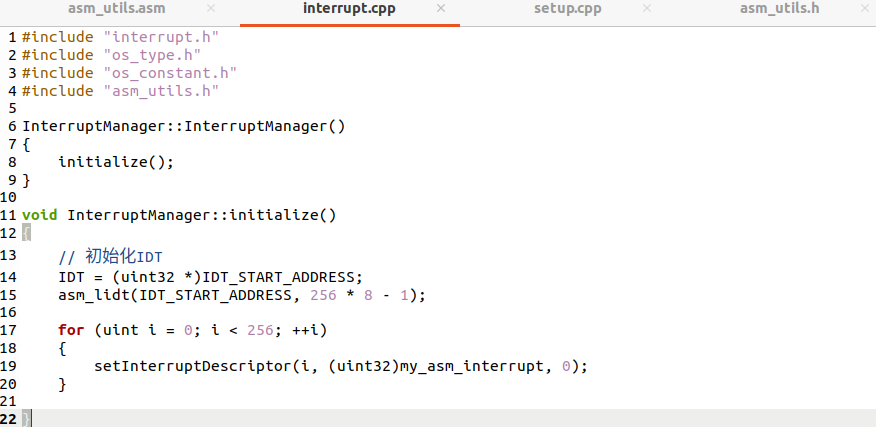 asm_utils.asm × interrupt.cpp × setup.cpp × asm_utils.h ×
1 #include "interrupt.h"
2 #include "os_type.h"
3 #include "os_constant.h"
4 #include "asm_utils.h"
5
6 InterruptManager::InterruptManager()
7 {
8     initialize();
9 }
10
11 void InterruptManager::initialize()
12 {
13     // 初始化IDT
14     IDT = (uint32 *)IDT_START_ADDRESS;
15     asm_lidt(IDT_START_ADDRESS, 256 * 8 - 1);
16
17     for (uint i = 0; i < 256; ++i)
18     {
19         setInterruptDescriptor(i, (uint32)my_asm_interrupt, 0);
20     }
21
22 }